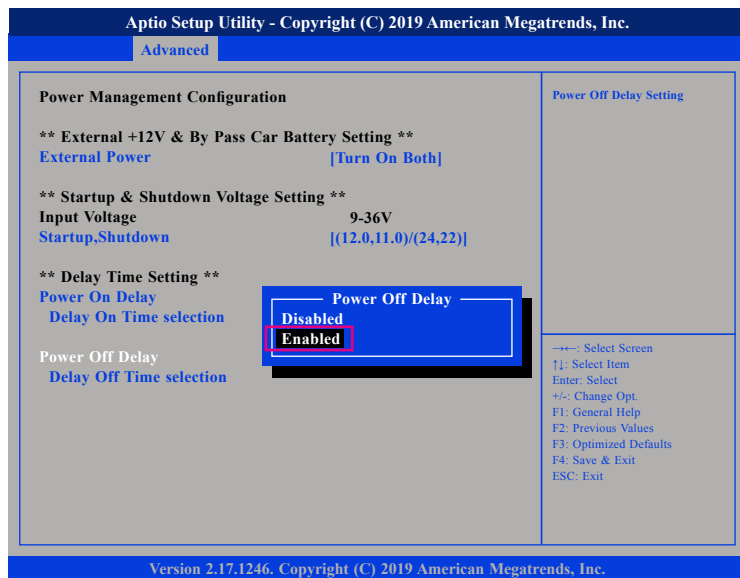 Aptio Setup Utility - Copyright (C) 2019 American Megatrends, Inc.
Advanced
Power Management Configuration
** External +12V & By Pass Car Battery Setting **
External Power [Turn On Both]
** Startup & Shutdown Voltage Setting **
Input Voltage 9-36V
Startup,Shutdown [(12.0,11.0)/(24,22)]
** Delay Time Setting **
Power On Delay
Delay On Time selection
Power Off Delay
Delay Off Time selection
Power Off Delay
Disabled
Enabled
Power Off Delay Setting
→←: Select Screen
↑↓: Select Item
Enter: Select
+/-: Change Opt.
F1: General Help
F2: Previous Values
F3: Optimized Defaults
F4: Save & Exit
ESC: Exit
Version 2.17.1246. Copyright (C) 2019 American Megatrends, Inc.